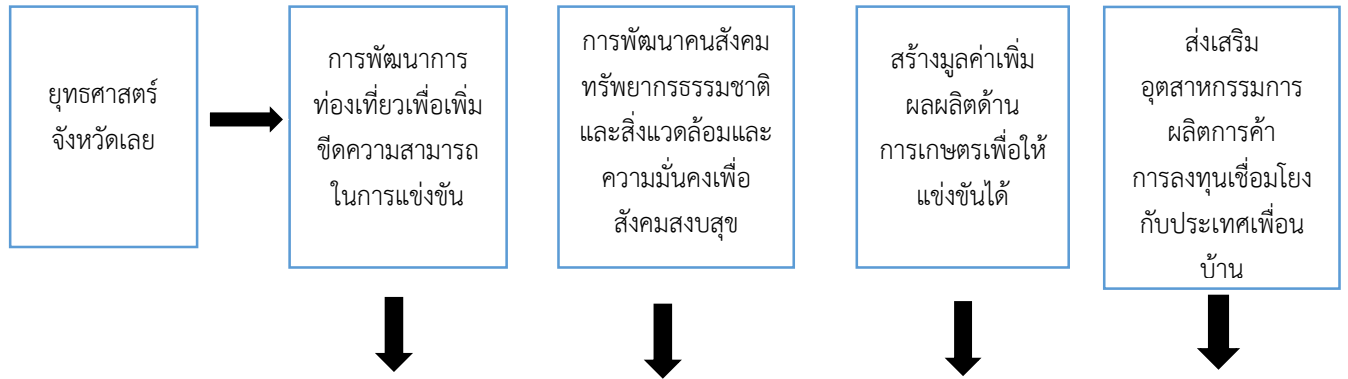 ยุทธศาสตร์
จังหวัดเลย
การพัฒนาการ
ท่องเที่ยวเพื่อเพิ่ม
ขีดความสามารถ
ในการแข่งขัน
การพัฒนาคนสังคม
ทรัพยากรธรรมชาติ
และสิ่งแวดล้อมและ
ความมั่นคงเพื่อ
สังคมสงบสุข
สร้างมูลค่าเพิ่ม
ผลผลิตด้าน
การเกษตรเพื่อให้
แข่งขันได้
ส่งเสริม
อุตสาหกรรมการ
ผลิตการค้า
การลงทุนเชื่อมโยง
กับประเทศเพื่อน
บ้าน